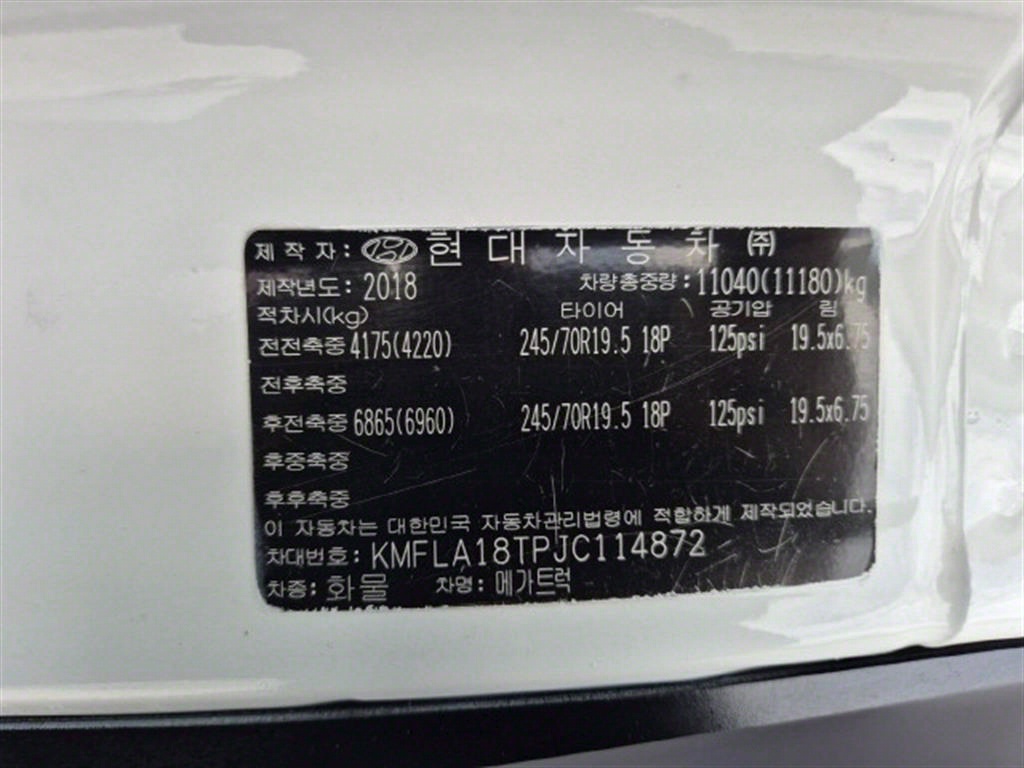 제작자: 현대자동차 ㈜
제작년도: 2018 차량총중량: 11040(11180)kg
적차시(kg) 타이어 공기압 림
전전축중 4175(4220) 245/70R19.5 18P 125psi 19.5x6.75
전후축중
후전축중 6865(6960) 245/70R19.5 18P 125psi 19.5x6.75
후중축중
후후축중
이 자동차는 대한민국 자동차관리법령에 적합하게 제작되었습니다.
차대번호: KMFLA18TPJC114872
차종: 화물 차명: 메가트럭